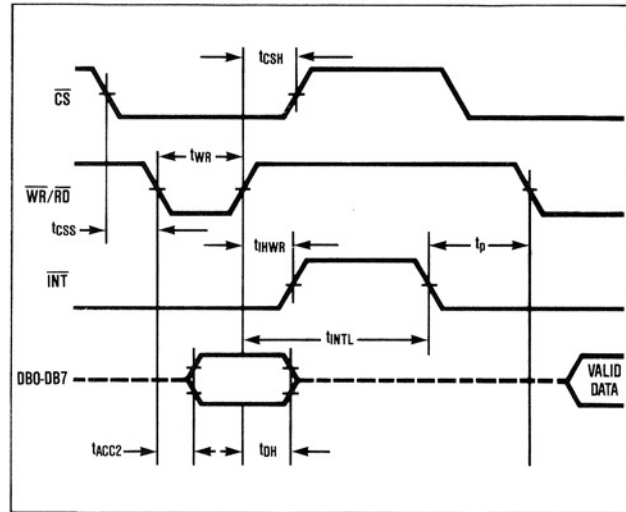 tCSH
CS
tWR
WR/RD
tCSS
tIHWR
tp
INT
tINTL
DB0-DB7
VALID
DATA
tACC2
tDH